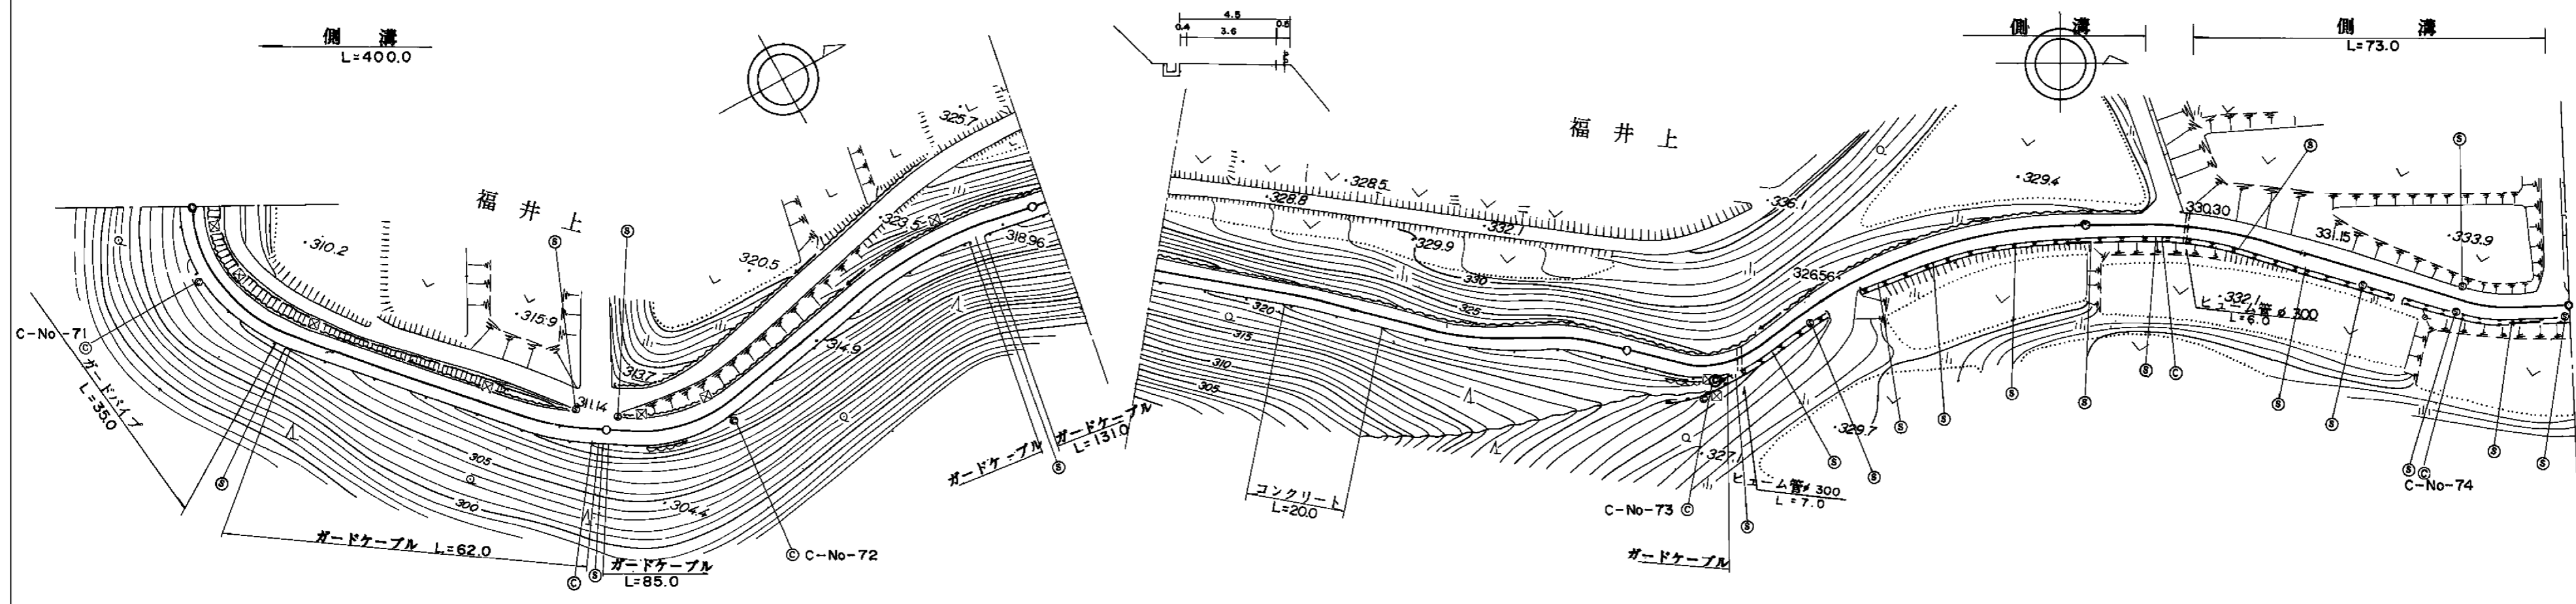 側 溝
L=400.0
福 井 上
325.7
323.5
318.96
320.5
310.2
315.9
313.7
311.14
314.9
305
300
304.4
C-No-71
Ⓒ
ガードパイプ
L=35.0
Ⓢ
Ⓢ
Ⓢ
ガードケーブル L=62.0
Ⓒ
Ⓢ
ガードケーブル
L=85.0
Ⓒ C-No-72
ガードケーブル
ガードケーブル
L=131.0
Ⓢ
4.5
0.4
3.6
0.5
福 井 上
328.5
328.8
332.1
329.9
336.1
330
325
320
315
310
305
326.56
コンクリート
L=20.0
C-No-73 Ⓒ
327.1
329.7
ヒューム管φ300
L=7.0
Ⓢ
Ⓢ
Ⓢ
ガードケーブル
側 溝
側 溝
L=73.0
329.4
330.30
331.15
333.9
332.1
ヒューム管φ300
L=6.0
Ⓢ
Ⓢ
Ⓢ
Ⓢ
Ⓢ
Ⓢ
Ⓢ
Ⓒ
Ⓢ
Ⓢ
Ⓢ
Ⓒ
C-No-74
Ⓢ
Ⓢ